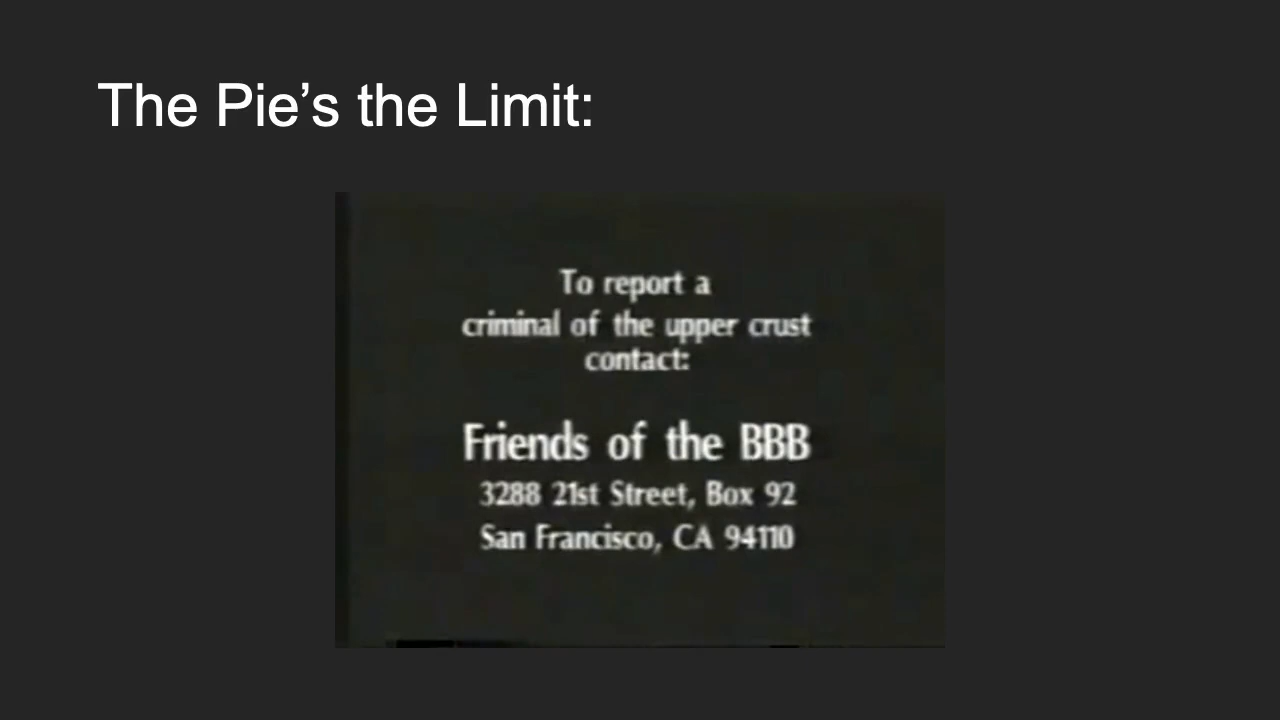 The Pie’s the Limit:
To report a
criminal of the upper crust
contact:
Friends of the BBB
3288 21st Street, Box 92
San Francisco, CA 94110